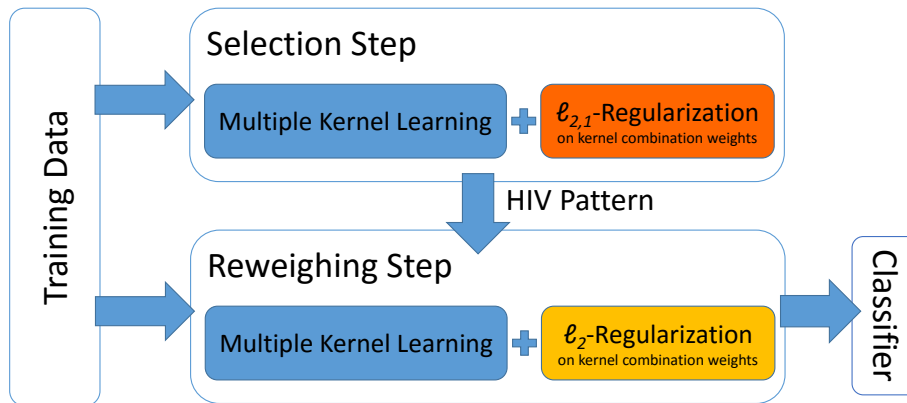 Training Data
Selection Step
Multiple Kernel Learning
ℓ2,1-Regularization
on kernel combination weights
HIV Pattern
Reweighing Step
Multiple Kernel Learning
ℓ2-Regularization
on kernel combination weights
Classifier